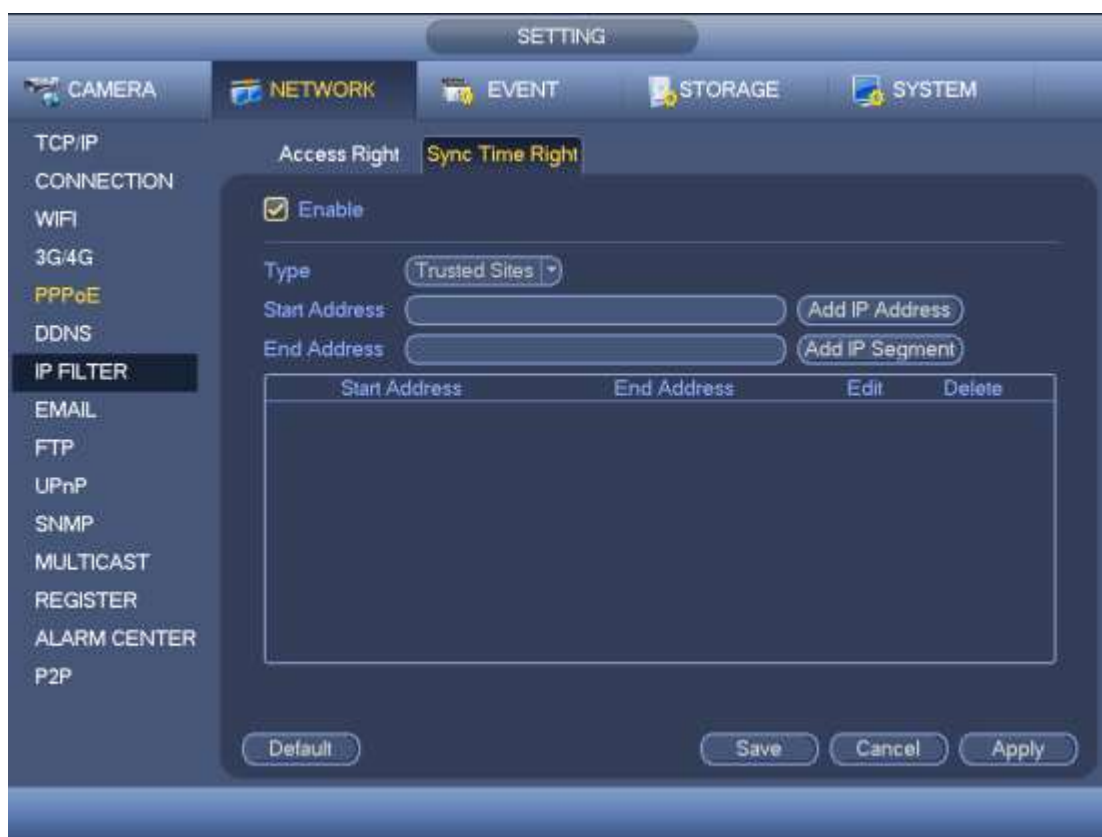 SETTING
CAMERA NETWORK EVENT STORAGE SYSTEM
TCP/IP
CONNECTION
WIFI
3G/4G
PPPoE
DDNS
IP FILTER
EMAIL
FTP
UPnP
SNMP
MULTICAST
REGISTER
ALARM CENTER
P2P
Access Right Sync Time Right
Enable
Type Trusted Sites
Start Address Add IP Address
End Address Add IP Segment
Start Address End Address Edit Delete
Default Save Cancel Apply